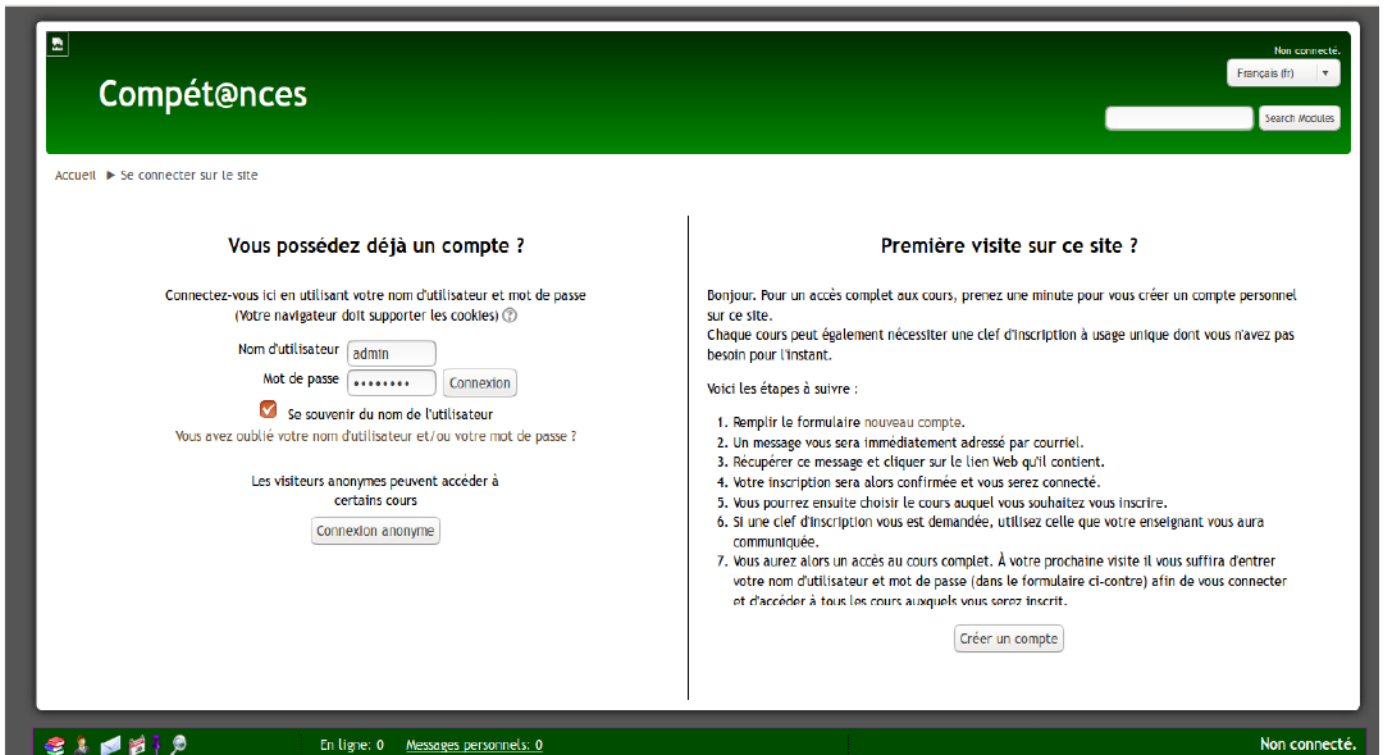 Non connecté.
Français (fr)
Compét@nces
Search Modules
Accueil ► Se connecter sur le site
Vous possédez déjà un compte ?
Connectez-vous ici en utilisant votre nom d'utilisateur et mot de passe
(Votre navigateur doit supporter les cookies) ?
Nom d'utilisateur admin
Mot de passe •••••••• Connexion
Se souvenir du nom de l'utilisateur
Vous avez oublié votre nom d'utilisateur et/ou votre mot de passe ?
Les visiteurs anonymes peuvent accéder à
certains cours
Connexion anonyme
Première visite sur ce site ?
Bonjour. Pour un accès complet aux cours, prenez une minute pour vous créer un compte personnel
sur ce site.
Chaque cours peut également nécessiter une clef d'inscription à usage unique dont vous n'avez pas
besoin pour l'instant.
Voici les étapes à suivre :
1. Remplir le formulaire nouveau compte.
2. Un message vous sera immédiatement adressé par courriel.
3. Récupérer ce message et cliquer sur le lien Web qu'il contient.
4. Votre inscription sera alors confirmée et vous serez connecté.
5. Vous pourrez ensuite choisir le cours auquel vous souhaitez vous inscrire.
6. Si une clef d'inscription vous est demandée, utilisez celle que votre enseignant vous aura
communiquée.
7. Vous aurez alors un accès au cours complet. À votre prochaine visite il vous suffira d'entrer
votre nom d'utilisateur et mot de passe (dans le formulaire ci-contre) afin de vous connecter
et d'accéder à tous les cours auxquels vous serez inscrit.
Créer un compte
En ligne: 0 Messages personnels: 0 Non connecté.